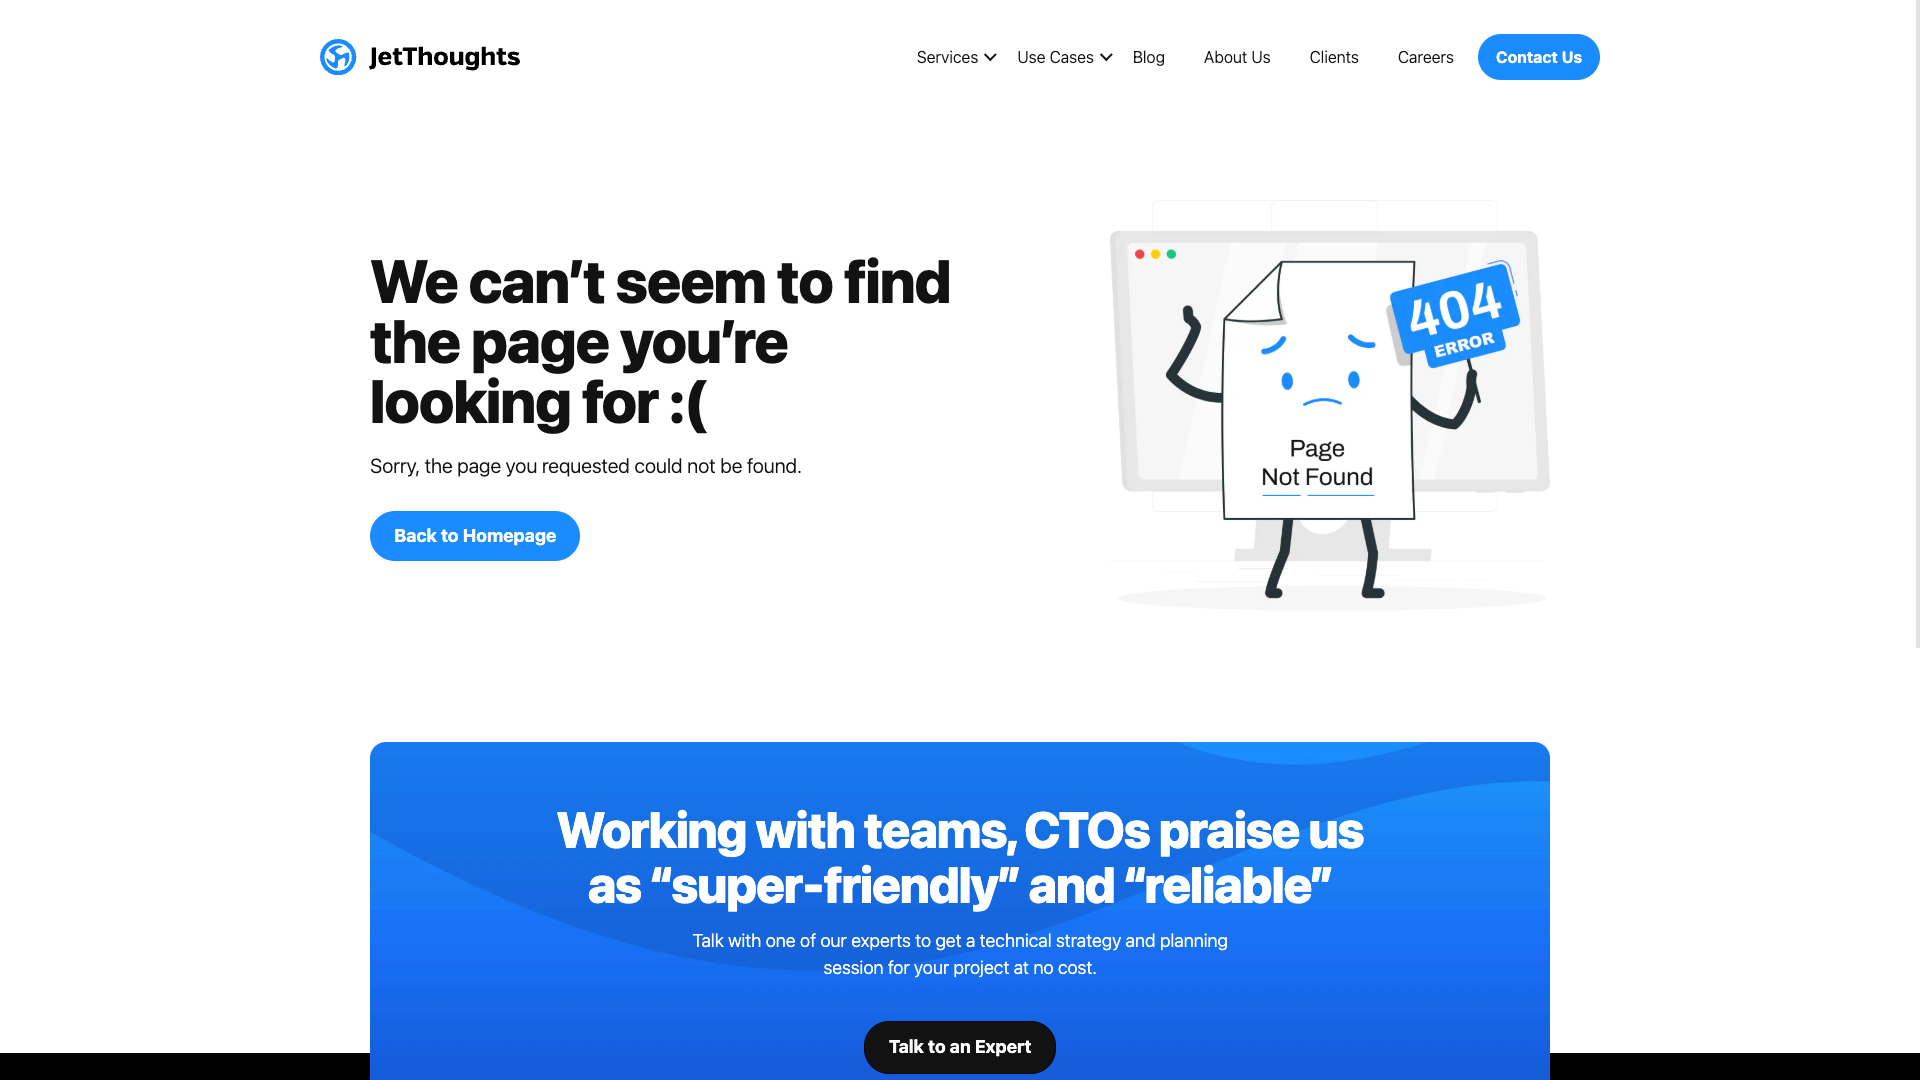 JetThoughts
Services
Use Cases
Blog
About Us
Clients
Careers
Contact Us
We can’t seem to find
the page you’re
looking for :(
Sorry, the page you requested could not be found.
Back to Homepage
404
ERROR
Page
Not Found
Working with teams, CTOs praise us
as “super-friendly” and “reliable”
Talk with one of our experts to get a technical strategy and planning
session for your project at no cost.
Talk to an Expert